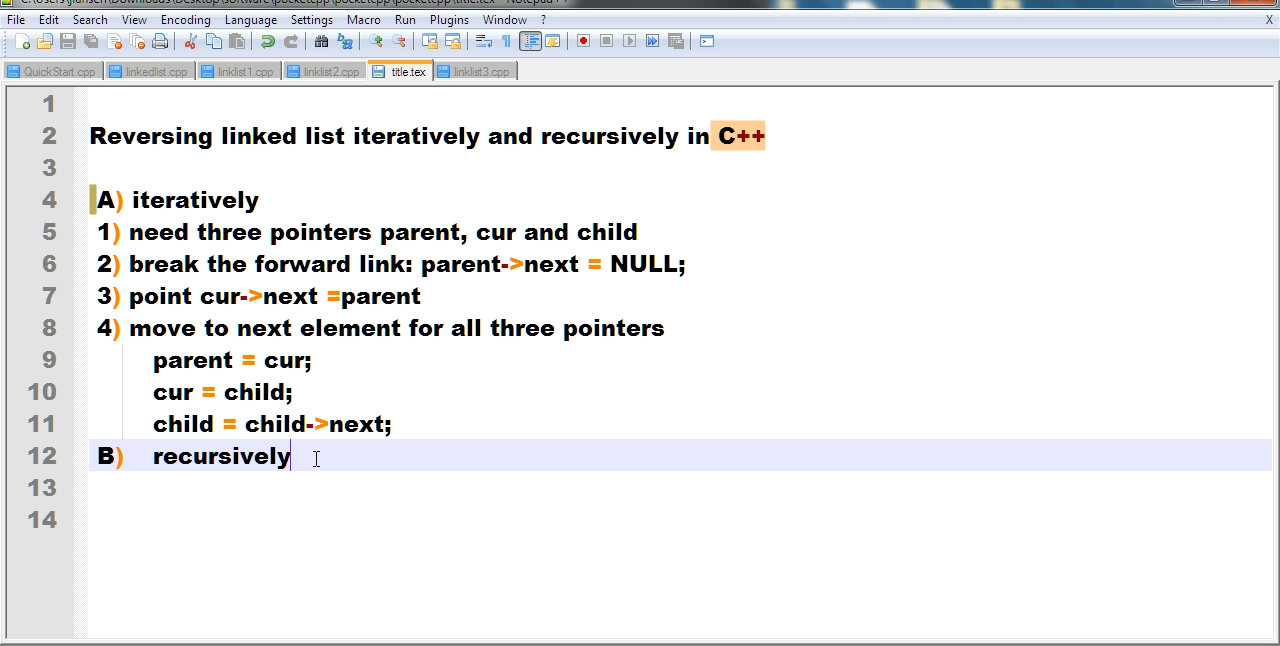 File Edit Search View Encoding Language Settings Macro Run Plugins Window ? X
QuickStart.cpp linkedlist.cpp linklist1.cpp linklist2.cpp title.tex linklist3.cpp
1
2 Reversing linked list iteratively and recursively in C++
3
4 A) iteratively
5 1) need three pointers parent, cur and child
6 2) break the forward link: parent->next = NULL;
7 3) point cur->next =parent
8 4) move to next element for all three pointers
9 parent = cur;
10 cur = child;
11 child = child->next;
12 B) recursively
13
14